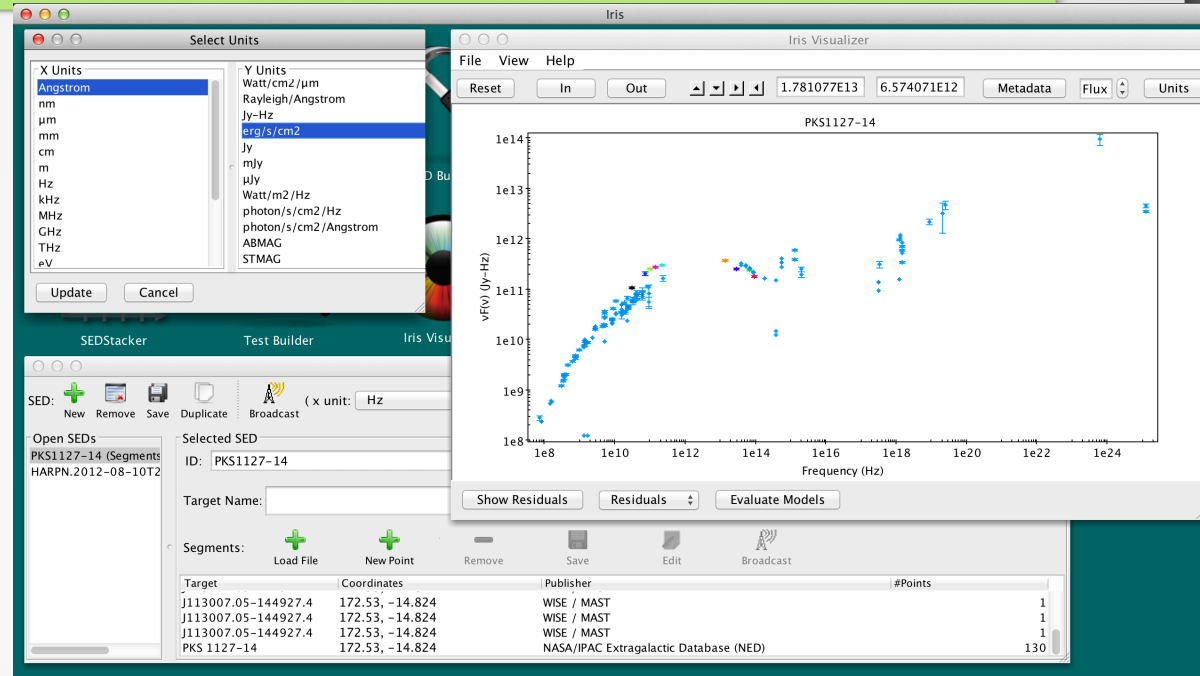 Iris
Select Units
X Units
Angstrom
nm
μm
mm
cm
m
Hz
kHz
MHz
GHz
THz
eV
Y Units
Watt/cm2/μm
Rayleigh/Angstrom
Jy-Hz
erg/s/cm2
Jy
mJy
μJy
Watt/m2/Hz
photon/s/cm2/Hz
photon/s/cm2/Angstrom
ABMAG
STMAG
Update
Cancel
D Bu
SEDStacker
Test Builder
Iris Visu
Iris Visualizer
File View Help
Reset In Out 1.781077E13 6.574071E12 Metadata Flux Units
PKS1127-14
νF(ν) (Jy-Hz)
1e14
1e13
1e12
1e11
1e10
1e9
1e8
1e8 1e10 1e12 1e14 1e16 1e18 1e20 1e22 1e24
Frequency (Hz)
Show Residuals Residuals Evaluate Models
SED: New Remove Save Duplicate Broadcast ( x unit: Hz
Open SEDs
PKS1127-14 (Segments
HARPN.2012-08-10T2
Selected SED
ID: PKS1127-14
Target Name:
Segments: Load File New Point Remove Save Edit Broadcast
Target Coordinates Publisher #Points
J113007.05-144927.4 172.53, -14.824 WISE / MAST 1
J113007.05-144927.4 172.53, -14.824 WISE / MAST 1
J113007.05-144927.4 172.53, -14.824 WISE / MAST 1
PKS 1127-14 172.53, -14.824 NASA/IPAC Extragalactic Database (NED) 130